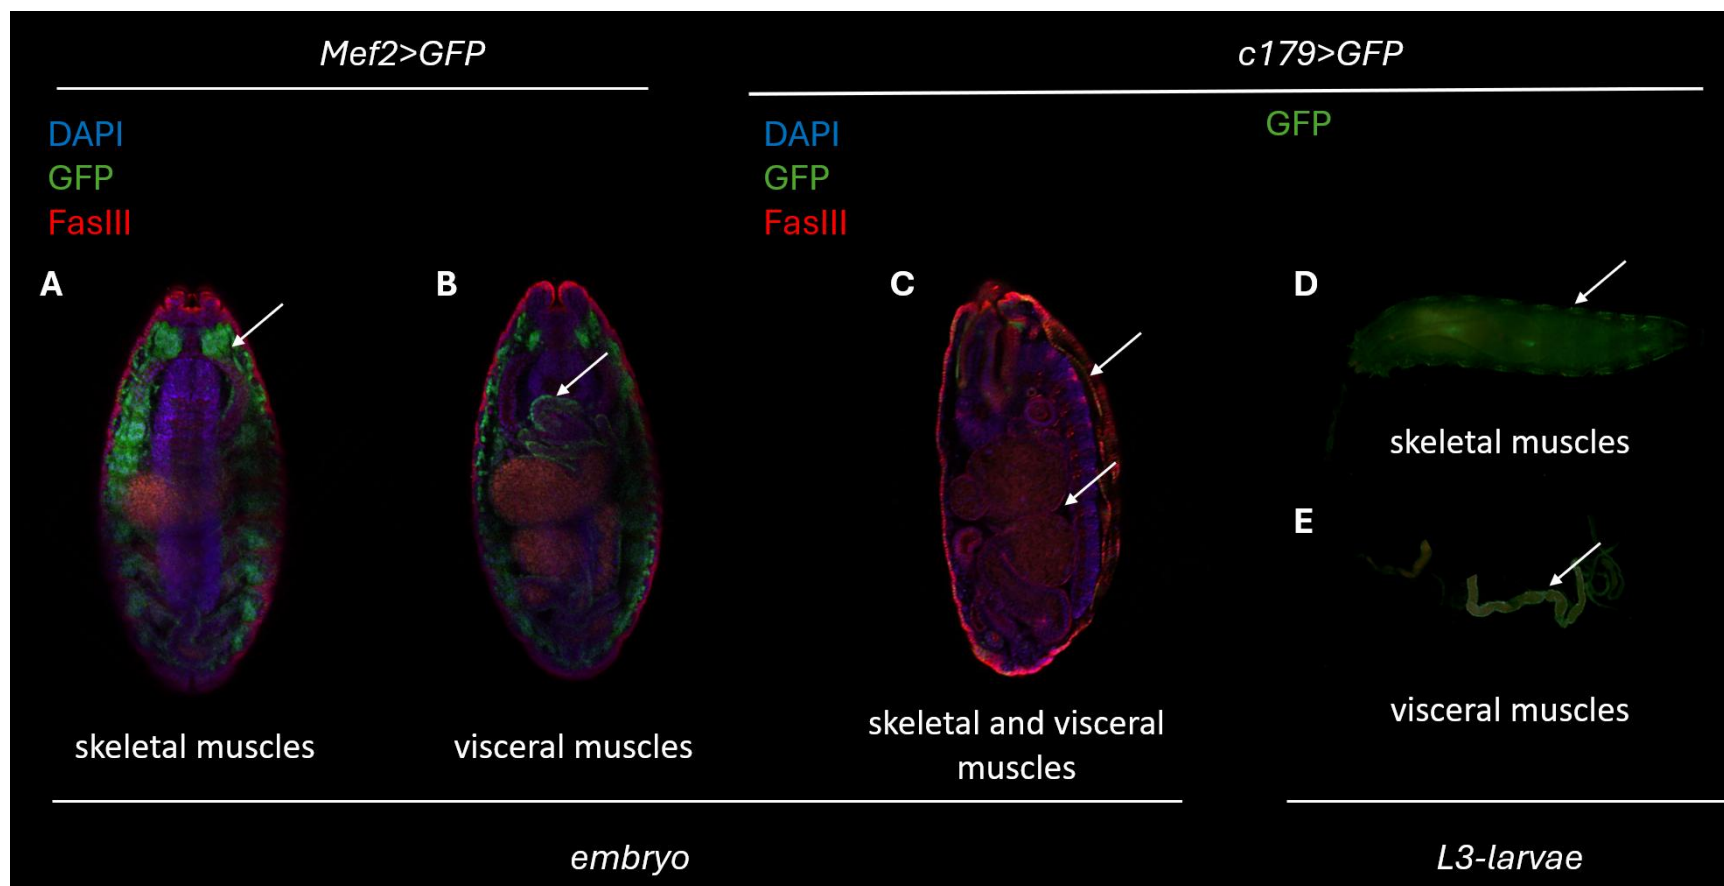 Mef2>GFP
c179>GFP
DAPI
GFP
FasIII
DAPI
GFP
FasIII
GFP
A
B
C
D
skeletal muscles
E
visceral muscles
skeletal muscles
visceral muscles
skeletal and visceral
muscles
embryo
L3-larvae